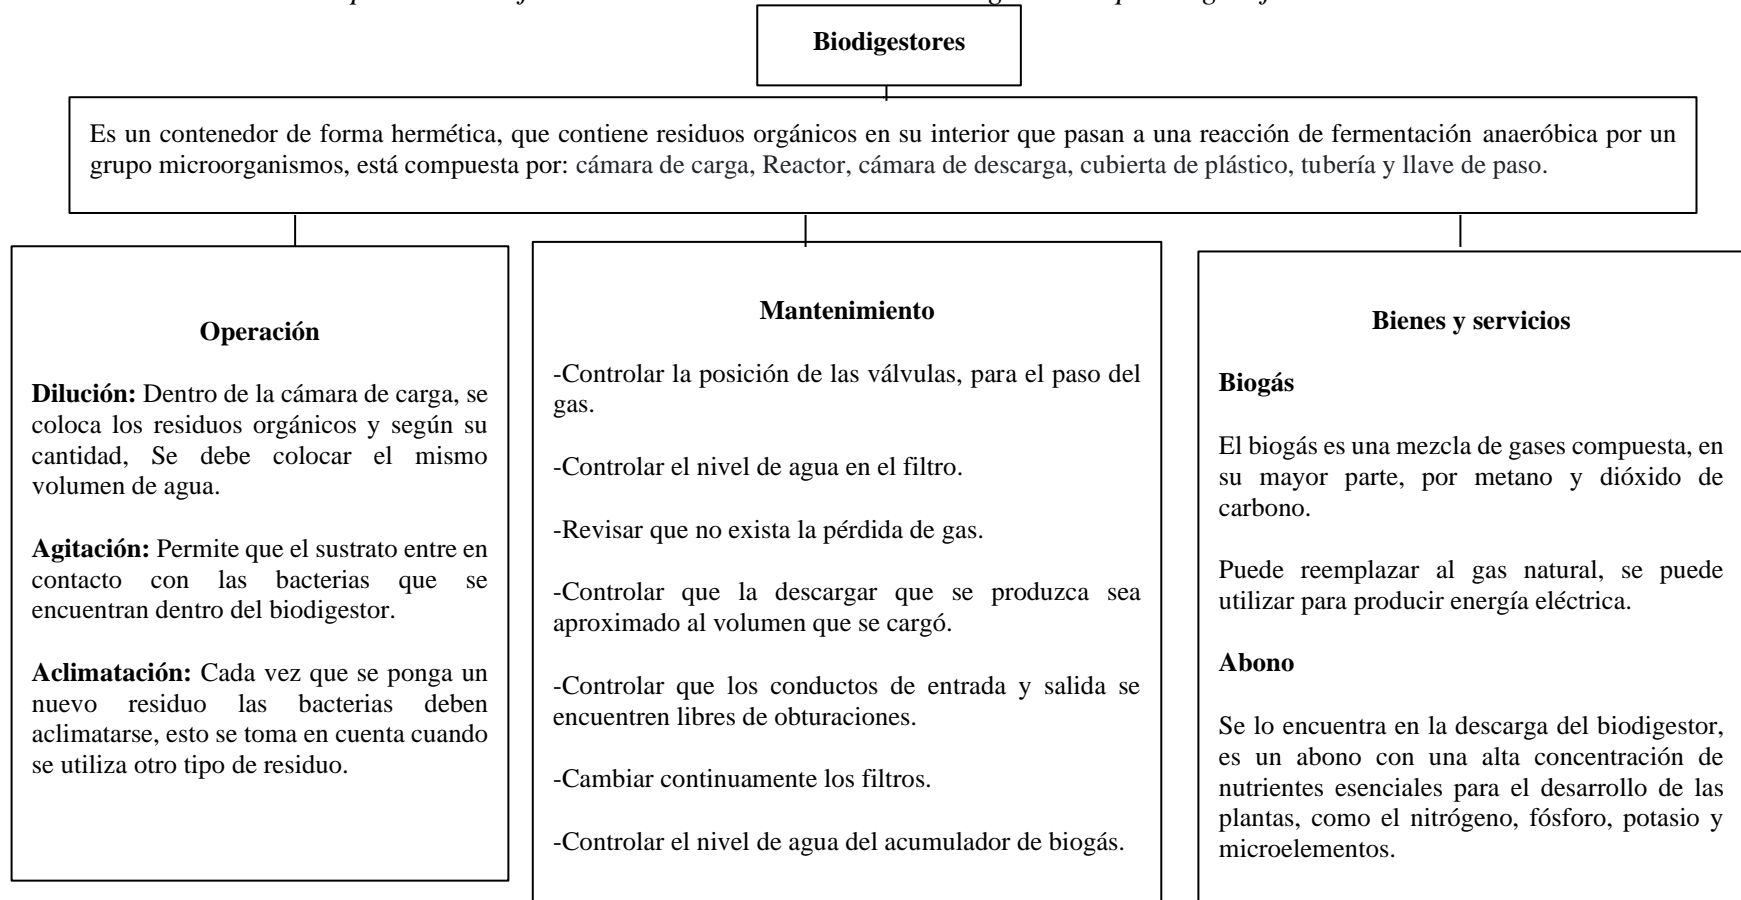 Biodigestores
Es un contenedor de forma hermética, que contiene residuos orgánicos en su interior que pasan a una reacción de fermentación anaeróbica por un
grupo microorganismos, está compuesta por: cámara de carga, Reactor, cámara de descarga, cubierta de plástico, tubería y llave de paso.
Operación
Dilución: Dentro de la cámara de carga, se
coloca los residuos orgánicos y según su
cantidad, Se debe colocar el mismo
volumen de agua.
Agitación: Permite que el sustrato entre en
contacto con las bacterias que se
encuentran dentro del biodigestor.
Aclimatación: Cada vez que se ponga un
nuevo residuo las bacterias deben
aclimatarse, esto se toma en cuenta cuando
se utiliza otro tipo de residuo.
Mantenimiento
-Controlar la posición de las válvulas, para el paso del
gas.
-Controlar el nivel de agua en el filtro.
-Revisar que no exista la pérdida de gas.
-Controlar que la descargar que se produzca sea
aproximado al volumen que se cargó.
-Controlar que los conductos de entrada y salida se
encuentren libres de obturaciones.
-Cambiar continuamente los filtros.
-Controlar el nivel de agua del acumulador de biogás.
Bienes y servicios
Biogás
El biogás es una mezcla de gases compuesta, en
su mayor parte, por metano y dióxido de
carbono.
Puede reemplazar al gas natural, se puede
utilizar para producir energía eléctrica.
Abono
Se lo encuentra en la descarga del biodigestor,
es un abono con una alta concentración de
nutrientes esenciales para el desarrollo de las
plantas, como el nitrógeno, fósforo, potasio y
microelementos.